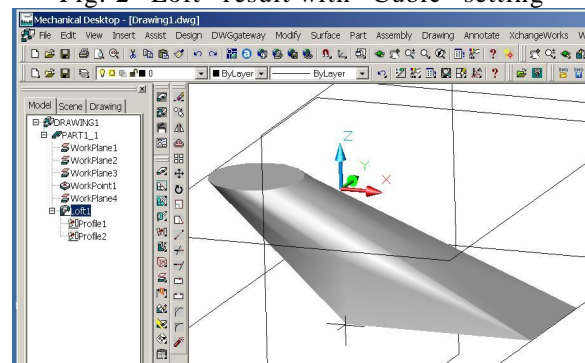 Fig. 2 "Loft" result with "Cubic" setting
Mechanical Desktop - [Drawing1.dwg]
File Edit View Insert Assist Design DWGgateway Modify Surface Part Assembly Drawing Annotate XchangeWorks
ByLayer ByLayer
Model Scene Drawing
DRAWING1
PART1_1
WorkPlane1
WorkPlane2
WorkPlane3
WorkPoint1
WorkPlane4
Loft1
Profile1
Profile2
Z
Y
X